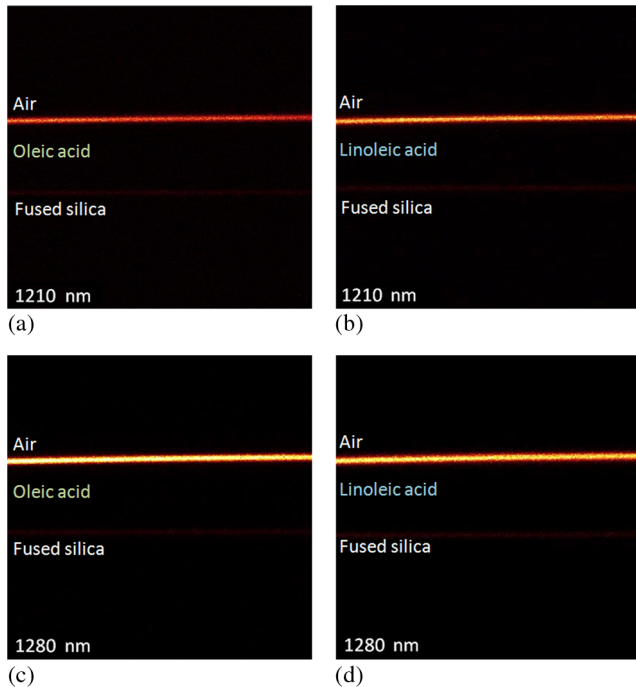 Air
Oleic acid
Fused silica
1210 nm
(a)
Air
Linoleic acid
Fused silica
1210 nm
(b)
Air
Oleic acid
Fused silica
1280 nm
(c)
Air
Linoleic acid
Fused silica
1280 nm
(d)